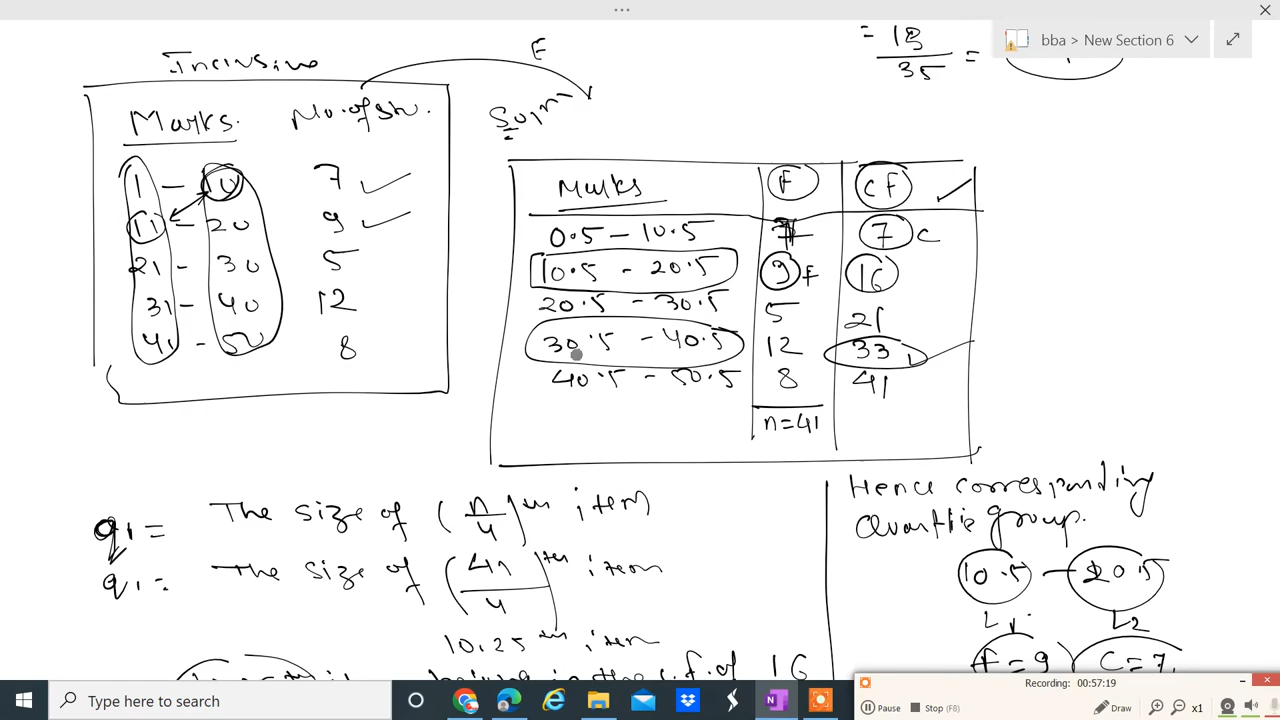 ...
bba > New Section 6
= 18/35 =
Inclusive
E
Marks. No. of stu.
1 - 10 7
11 - 20 9
21 - 30 5
31 - 40 12
41 - 50 8
Soln
Marks F CF
0.5 - 10.5 7 7 C
10.5 - 20.5 9 F 16
20.5 - 30.5 5 21
30.5 - 40.5 12 33
40.5 - 50.5 8 41
n=41
q1 = The size of (n/4)th item
q1 = The size of (41/4)th item
10.25th item
in the c.f. of 16
Hence corresponding
group.
10.5 - 20.5
L1 L2
F = 9 C = 7
Type here to search
Recording: 00:57:19
Pause Stop (F8) Draw x1